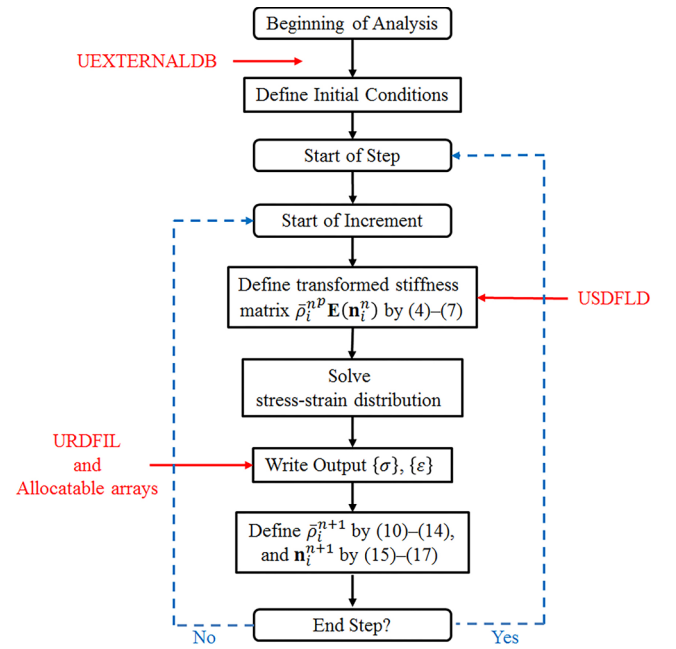 Beginning of Analysis
UEXTERNALDB
Define Initial Conditions
Start of Step
Start of Increment
Define transformed stiffness
matrix ρ̄ᵢⁿᵖ E(nᵢⁿ) by (4)–(7)
USDFLD
Solve
stress-strain distribution
URDFIL
and
Allocatable arrays
Write Output {σ}, {ε}
Define ρ̄ᵢⁿ⁺¹ by (10)–(14),
and nᵢⁿ⁺¹ by (15)–(17)
End Step?
No
Yes